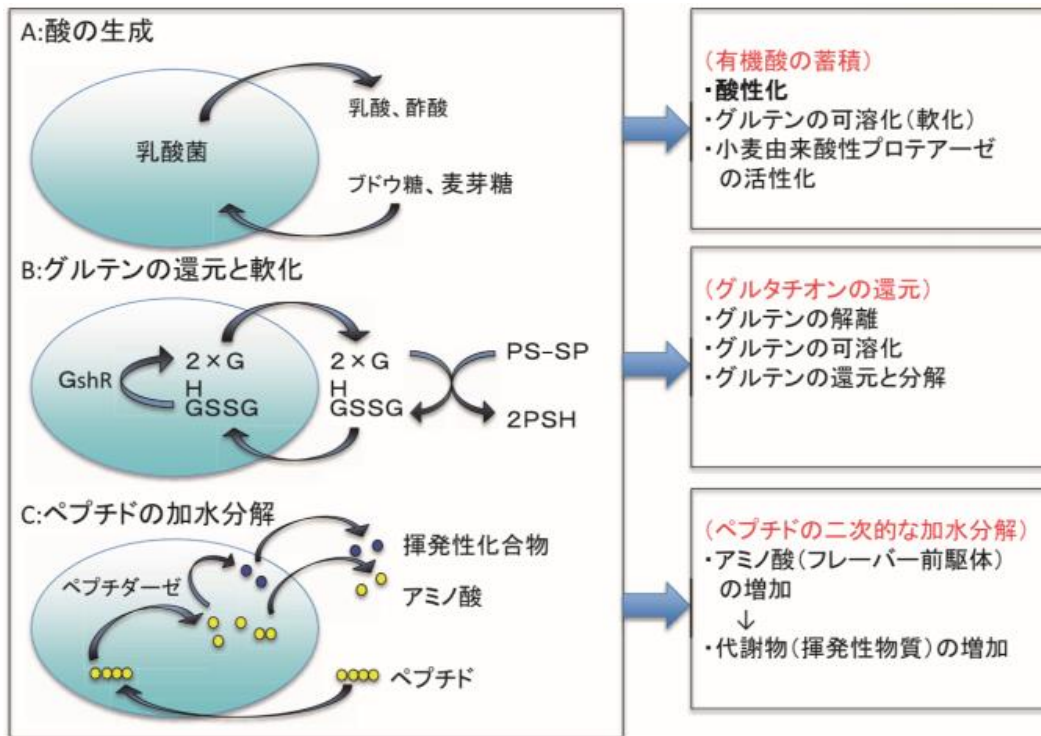 A:酸の生成
乳酸菌
乳酸、酢酸
ブドウ糖、麦芽糖
(有機酸の蓄積)
・酸性化
・グルテンの可溶化(軟化)
・小麦由来酸性プロテアーゼ
の活性化
B:グルテンの還元と軟化
GshR
2×G
H
GSSG
2×G
H
GSSG
PS-SP
2PSH
(グルタチオンの還元)
・グルテンの解離
・グルテンの可溶化
・グルテンの還元と分解
C:ペプチドの加水分解
ペプチダーゼ
揮発性化合物
アミノ酸
ペプチド
(ペプチドの二次的な加水分解)
・アミノ酸(フレーバー前駆体)
の増加
↓
・代謝物(揮発性物質)の増加